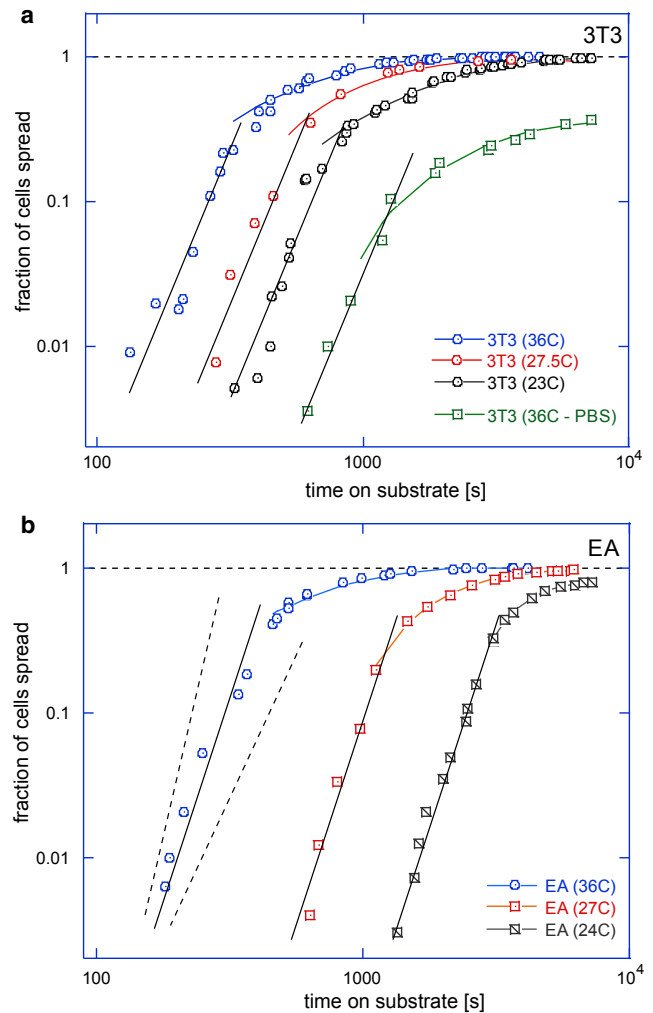 a
3T3
1
0.1
0.01
fraction of cells spread
3T3 (36C)
3T3 (27.5C)
3T3 (23C)
3T3 (36C - PBS)
100
1000
10^4
time on substrate [s]
b
EA
1
0.1
0.01
fraction of cells spread
EA (36C)
EA (27C)
EA (24C)
100
1000
10^4
time on substrate [s]